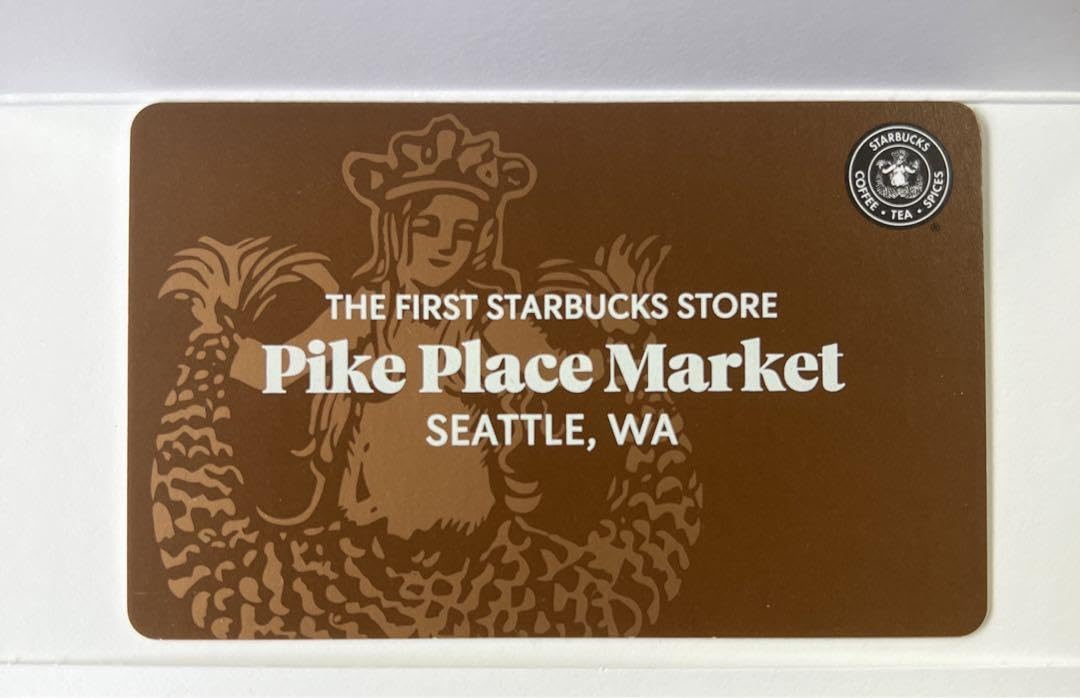 STARBUCKS
COFFEE • TEA • SPICES
®
THE FIRST STARBUCKS STORE
Pike Place Market
SEATTLE, WA